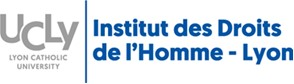 UCLy
LYON CATHOLIC
UNIVERSITY
Institut des Droits
de l'Homme - Lyon